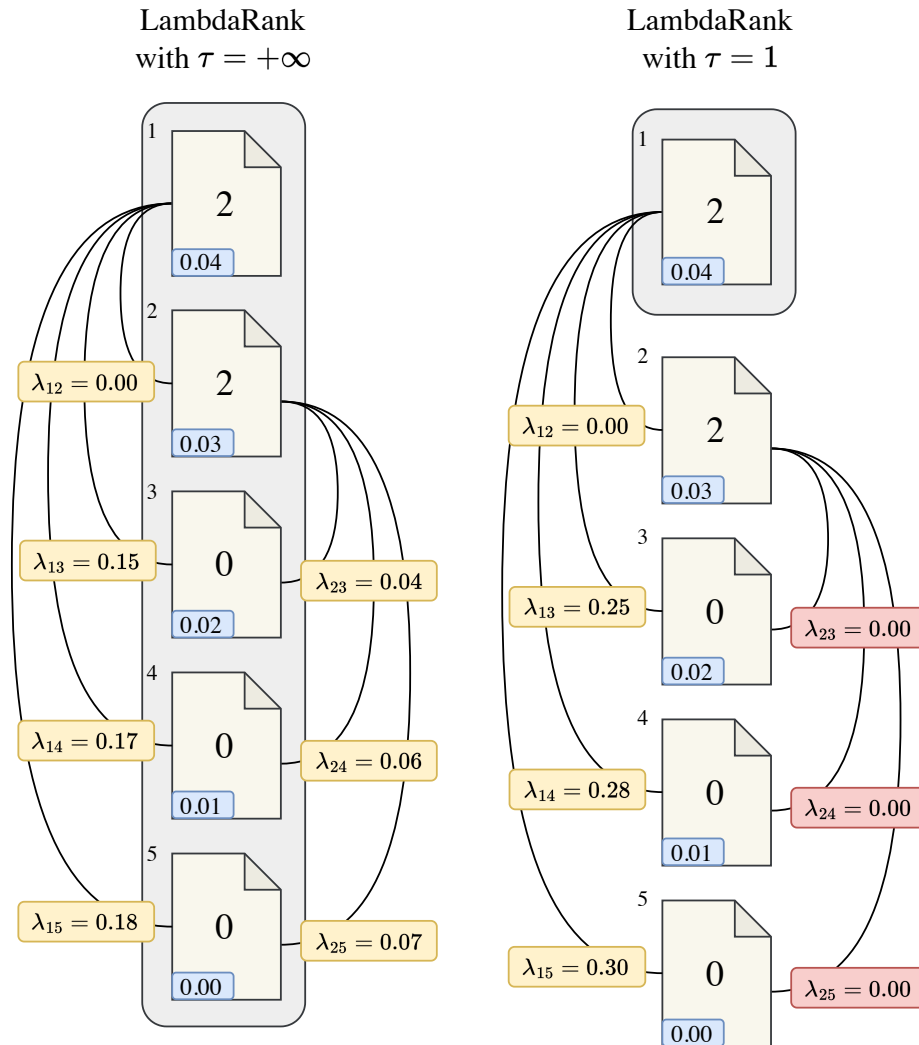 LambdaRank
with τ = +∞
1
2
0.04
2
λ₁₂ = 0.00
2
0.03
3
λ₁₃ = 0.15
0
λ₂₃ = 0.04
0.02
4
λ₁₄ = 0.17
0
λ₂₄ = 0.06
0.01
5
λ₁₅ = 0.18
0
λ₂₅ = 0.07
0.00
LambdaRank
with τ = 1
1
2
0.04
2
λ₁₂ = 0.00
2
0.03
3
λ₁₃ = 0.25
0
λ₂₃ = 0.00
0.02
4
λ₁₄ = 0.28
0
λ₂₄ = 0.00
0.01
5
λ₁₅ = 0.30
0
λ₂₅ = 0.00
0.00